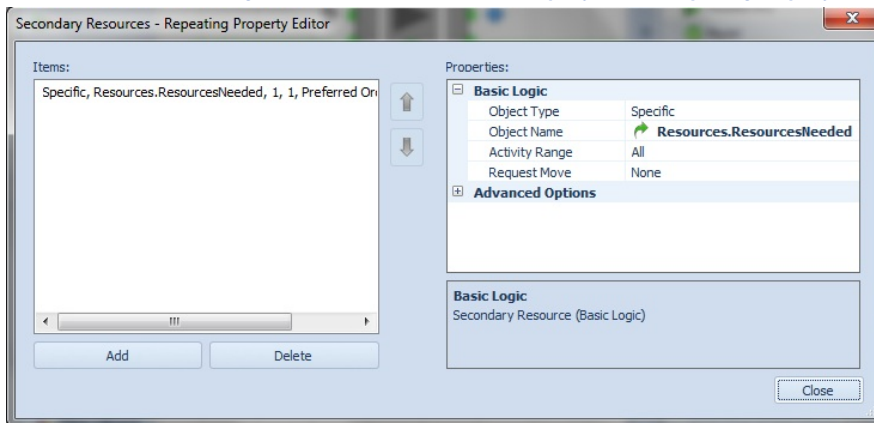 Secondary Resources - Repeating Property Editor
Items:
Specific, Resources.ResourcesNeeded, 1, 1, Preferred Or
Add
Delete
Properties:
Basic Logic
Object Type Specific
Object Name Resources.ResourcesNeeded
Activity Range All
Request Move None
Advanced Options
Basic Logic
Secondary Resource (Basic Logic)
Close